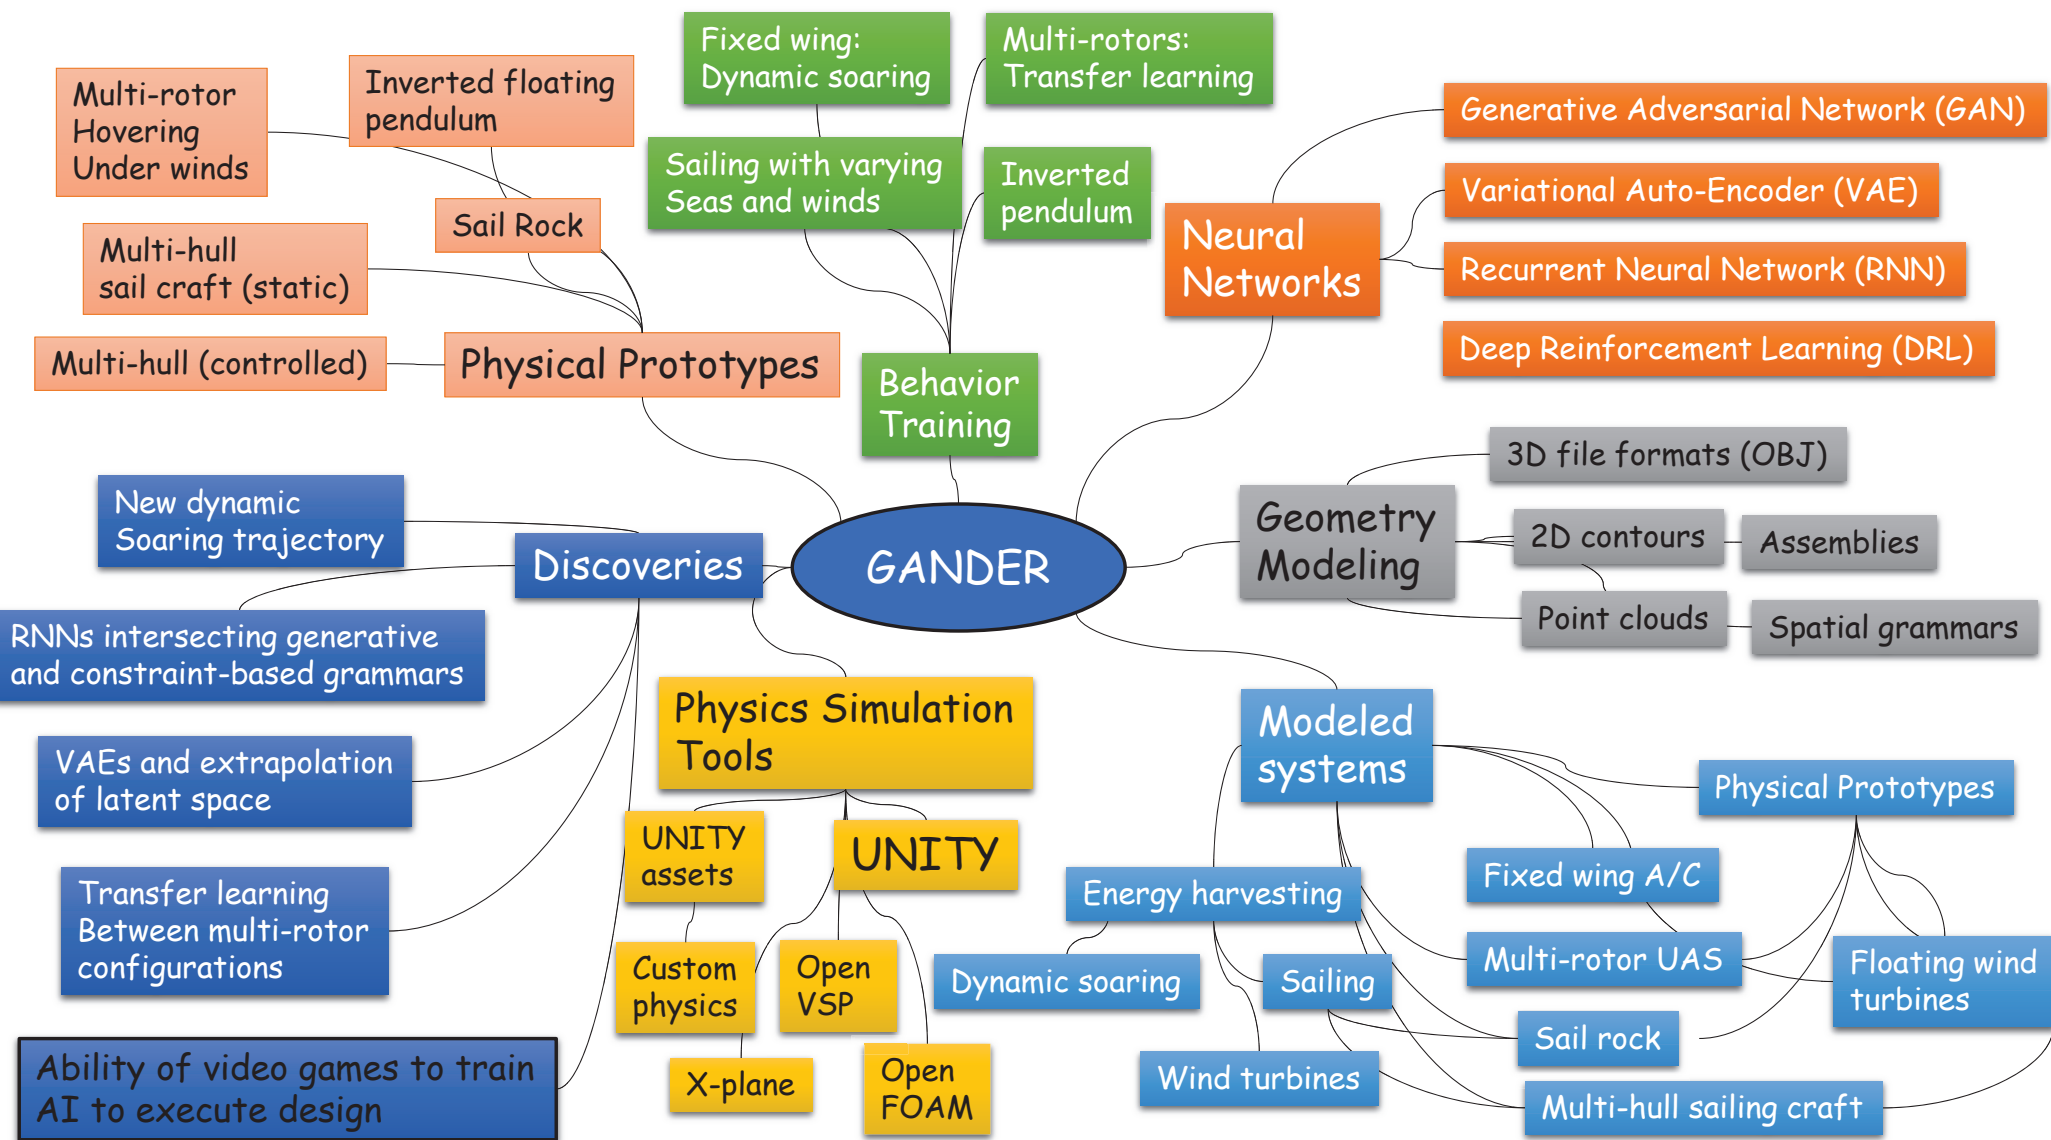 Fixed wing:
Dynamic soaring
Multi-rotors:
Transfer learning
Multi-rotor
Hovering
Under winds
Inverted floating
pendulum
Generative Adversarial Network (GAN)
Sailing with varying
Seas and winds
Inverted
pendulum
Variational Auto-Encoder (VAE)
Sail Rock
Neural
Networks
Multi-hull
sail craft (static)
Recurrent Neural Network (RNN)
Multi-hull (controlled)
Physical Prototypes
Behavior
Training
Deep Reinforcement Learning (DRL)
3D file formats (OBJ)
New dynamic
Soaring trajectory
Discoveries
GANDER
Geometry
Modeling
2D contours
Assemblies
Point clouds
Spatial grammars
RNNs intersecting generative
and constraint-based grammars
Physics Simulation
Tools
Modeled
systems
VAEs and extrapolation
of latent space
Physical Prototypes
UNITY
assets
UNITY
Energy harvesting
Fixed wing A/C
Transfer learning
Between multi-rotor
configurations
Custom
physics
Open
VSP
Dynamic soaring
Sailing
Multi-rotor UAS
Floating wind
turbines
Sail rock
Ability of video games to train
AI to execute design
X-plane
Open
FOAM
Wind turbines
Multi-hull sailing craft